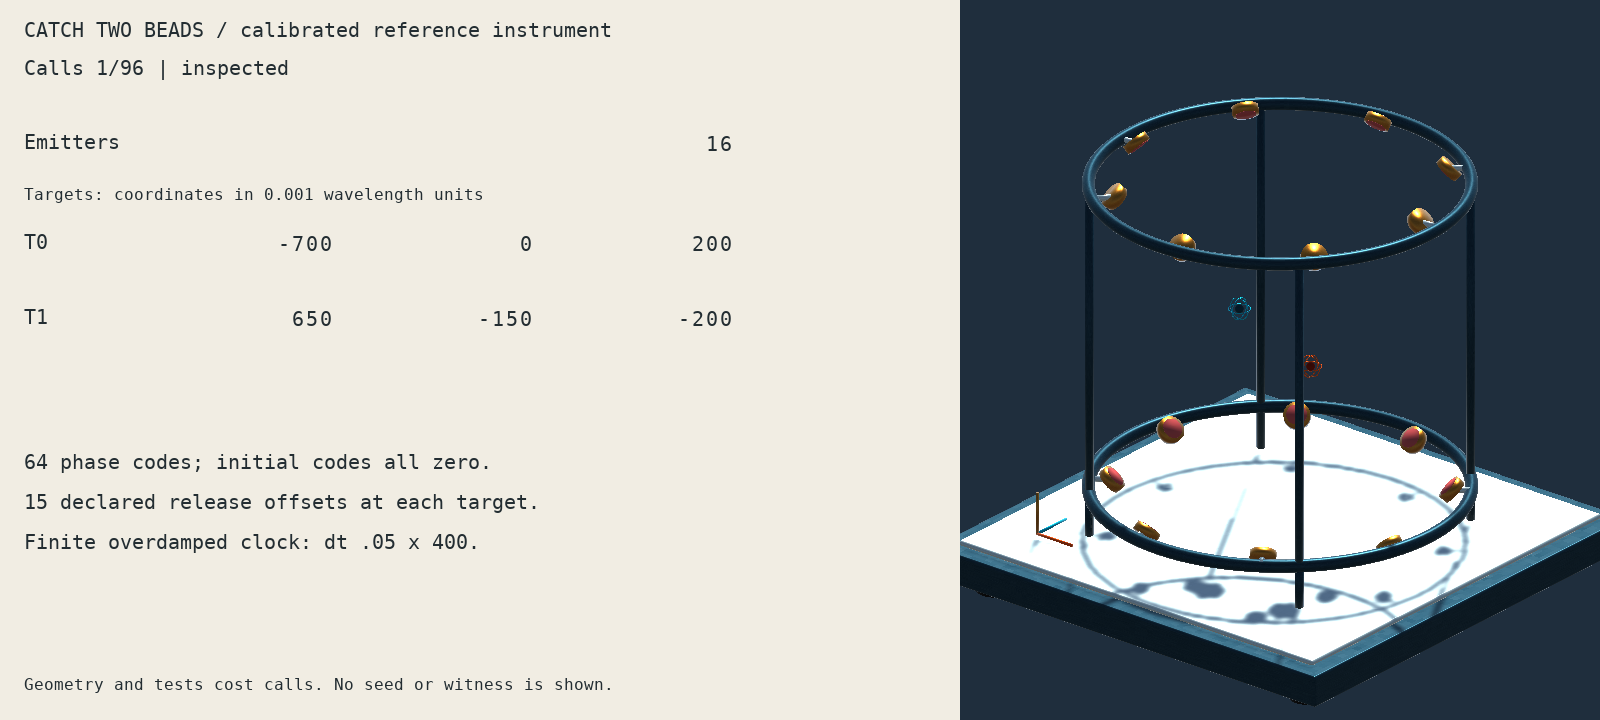 CATCH TWO BEADS / calibrated reference instrument
Calls 1/96 | inspected
Emitters 16
Targets: coordinates in 0.001 wavelength units
T0 -700 0 200
T1 650 -150 -200
64 phase codes; initial codes all zero.
15 declared release offsets at each target.
Finite overdamped clock: dt .05 x 400.
Geometry and tests cost calls. No seed or witness is shown.